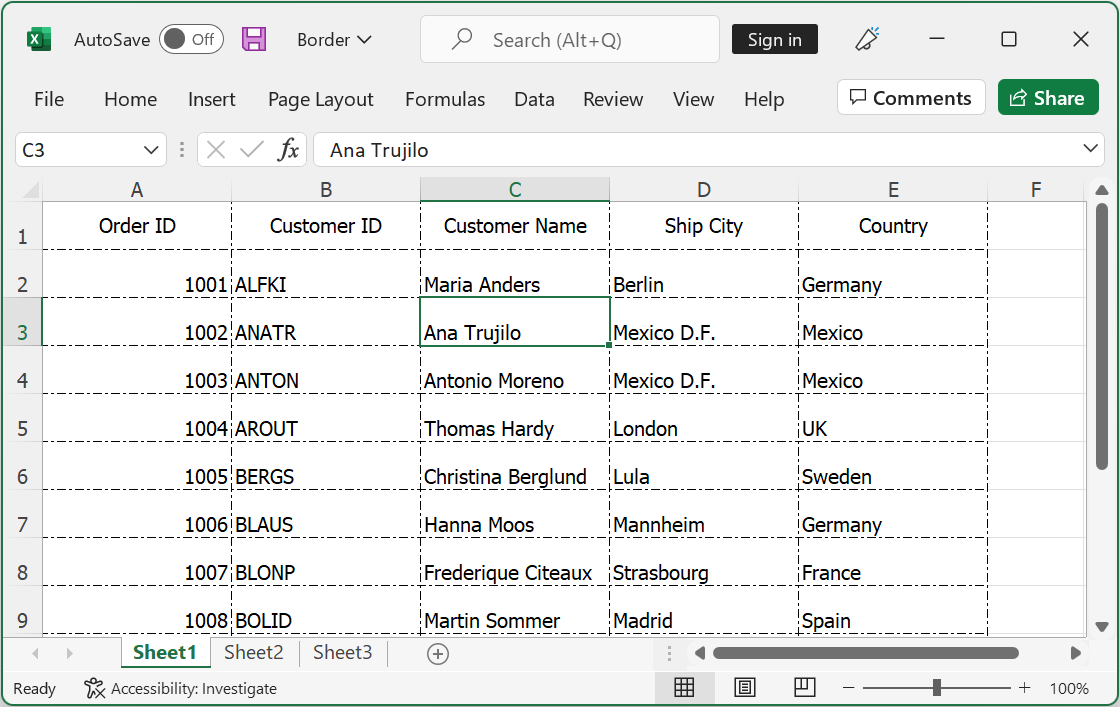 AutoSave Off Border Search (Alt+Q) Sign in
File Home Insert Page Layout Formulas Data Review View Help Comments Share
C3 fx Ana Trujilo
A B C D E F
1 Order ID Customer ID Customer Name Ship City Country
2 1001 ALFKI Maria Anders Berlin Germany
3 1002 ANATR Ana Trujilo Mexico D.F. Mexico
4 1003 ANTON Antonio Moreno Mexico D.F. Mexico
5 1004 AROUT Thomas Hardy London UK
6 1005 BERGS Christina Berglund Lula Sweden
7 1006 BLAUS Hanna Moos Mannheim Germany
8 1007 BLONP Frederique Citeaux Strasbourg France
9 1008 BOLID Martin Sommer Madrid Spain
Sheet1 Sheet2 Sheet3
Ready Accessibility: Investigate 100%